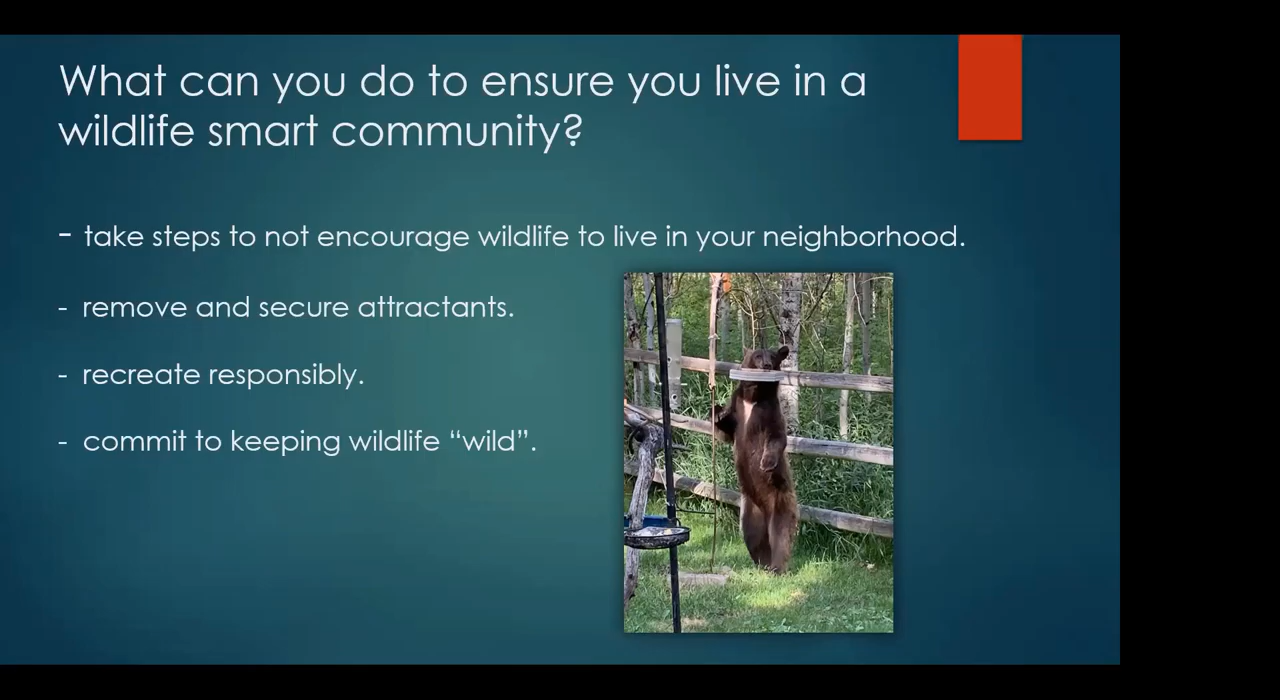 What can you do to ensure you live in a
wildlife smart community?
- take steps to not encourage wildlife to live in your neighborhood.
- remove and secure attractants.
- recreate responsibly.
- commit to keeping wildlife “wild”.